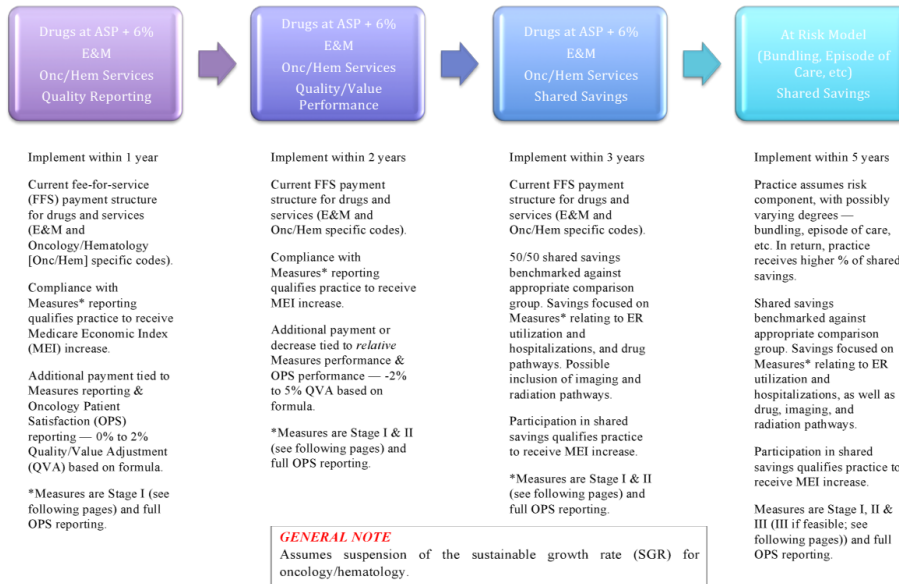 Drugs at ASP + 6%
E&M
Onc/Hem Services
Quality Reporting
Drugs at ASP + 6%
E&M
Onc/Hem Services
Quality/Value
Performance
Drugs at ASP + 6%
E&M
Onc/Hem Services
Shared Savings
At Risk Model
(Bundling, Episode of
Care, etc)
Shared Savings
Implement within 1 year
Current fee-for-service
(FFS) payment structure
for drugs and services
(E&M and
Oncology/Hematology
[Onc/Hem] specific codes).
Compliance with
Measures* reporting
qualifies practice to receive
Medicare Economic Index
(MEI) increase.
Additional payment tied to
Measures reporting &
Oncology Patient
Satisfaction (OPS)
reporting — 0% to 2%
Quality/Value Adjustment
(QVA) based on formula.
*Measures are Stage I (see
following pages) and full
OPS reporting.
Implement within 2 years
Current FFS payment
structure for drugs and
services (E&M and
Onc/Hem specific codes).
Compliance with
Measures* reporting
qualifies practice to receive
MEI increase.
Additional payment or
decrease tied to relative
Measures performance &
OPS performance — -2%
to 5% QVA based on
formula.
*Measures are Stage I & II
(see following pages) and
full OPS reporting.
Implement within 3 years
Current FFS payment
structure for drugs and
services (E&M and
Onc/Hem specific codes).
50/50 shared savings
benchmarked against
appropriate comparison
group. Savings focused on
Measures* relating to ER
utilization and
hospitalizations, and drug
pathways. Possible
inclusion of imaging and
radiation pathways.
Participation in shared
savings qualifies practice
to receive MEI increase.
*Measures are Stage I & II
(see following pages) and
full OPS reporting.
Implement within 5 years
Practice assumes risk
component, with possibly
varying degrees —
bundling, episode of care,
etc. In return, practice
receives higher % of shared
savings.
Shared savings
benchmarked against
appropriate comparison
group. Savings focused on
Measures* relating to ER
utilization and
hospitalizations, as well as
drug, imaging, and
radiation pathways.
Participation in shared
savings qualifies practice to
receive MEI increase.
Measures are Stage I, II &
III (III if feasible; see
following pages)) and full
OPS reporting.
GENERAL NOTE
Assumes suspension of the sustainable growth rate (SGR) for
oncology/hematology.